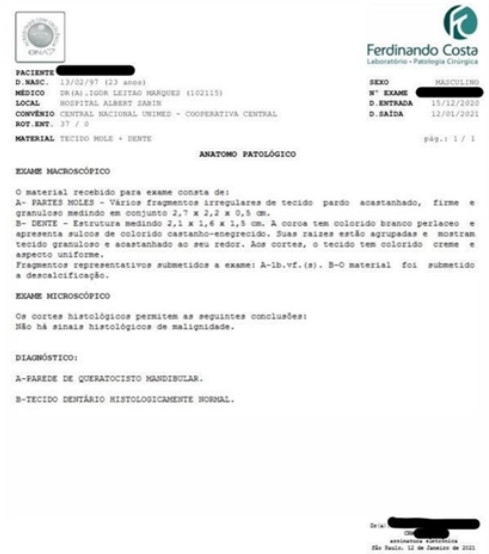 Ferdinando Costa
Laboratório - Patologia Cirúrgica
PACIENTE
D.NASC. 13/02/97 (23 anos)
SEXO MASCULINO
MÉDICO DR(A).IGOR LEITAO MARQUES (102115)
Nº EXAME
LOCAL HOSPITAL ALBERT SABIN
D.ENTRADA 15/12/2020
CONVÊNIO CENTRAL NACIONAL UNIMED - COOPERATIVA CENTRAL
D.SAÍDA 12/01/2021
ROT.ENT. 37 / 0
MATERIAL TECIDO MOLE + DENTE
pág.: 1 / 1
ANATOMO PATOLÓGICO
EXAME MACROSCÓPICO
O material recebido para exame consta de:
A- PARTES MOLES - Vários fragmentos irregulares de tecido pardo acastanhado, firme e
granuloso medindo em conjunto 2,7 x 2,2 x 0,5 cm.
B- DENTE - Estrutura medindo 2,1 x 1,6 x 1,5 cm. A coroa tem colorido branco perlaceo e
apresenta sulcos de colorido castanho-enegrecido. Suas raizes estão agrupadas e mostram
tecido granuloso e acastanhado ao seu redor. Aos cortes, o tecido tem colorido creme e
aspecto uniforme.
Fragmentos representativos submetidos a exame: A-1b.vf.(s). B-O material foi submetido
a descalcificação.
EXAME MICROSCÓPICO
Os cortes histológicos permitem as seguintes conclusões:
Não há sinais histológicos de malignidade.
DIAGNÓSTICO:
A-PAREDE DE QUERATOCISTO MANDIBULAR.
B-TECIDO DENTÁRIO HISTOLOGICAMENTE NORMAL.
Dr(a)
CRM
assinatura eletrônica
São Paulo, 12 de Janeiro de 2021